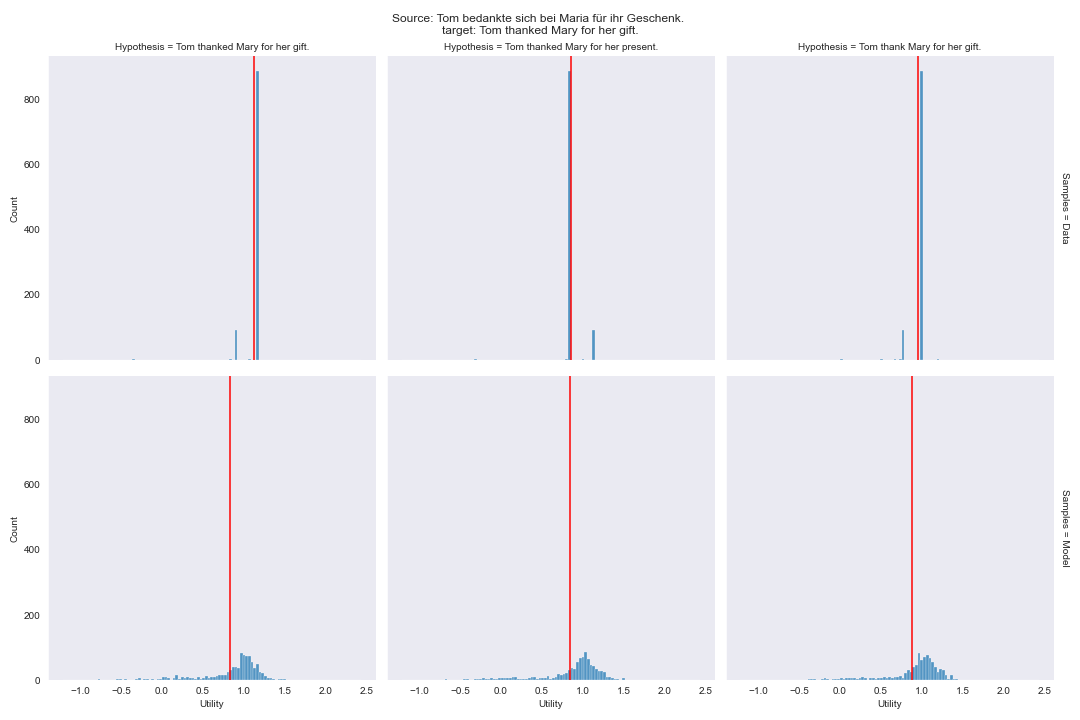 Source: Tom bedankte sich bei Maria für ihr Geschenk.
target: Tom thanked Mary for her gift.
Hypothesis = Tom thanked Mary for her gift.
Hypothesis = Tom thanked Mary for her present.
Hypothesis = Tom thank Mary for her gift.
800
600
400
200
0
Count
Samples = Data
800
600
400
200
0
Count
Samples = Model
−1.0 −0.5 0.0 0.5 1.0 1.5 2.0 2.5
−1.0 −0.5 0.0 0.5 1.0 1.5 2.0 2.5
−1.0 −0.5 0.0 0.5 1.0 1.5 2.0 2.5
Utility
Utility
Utility